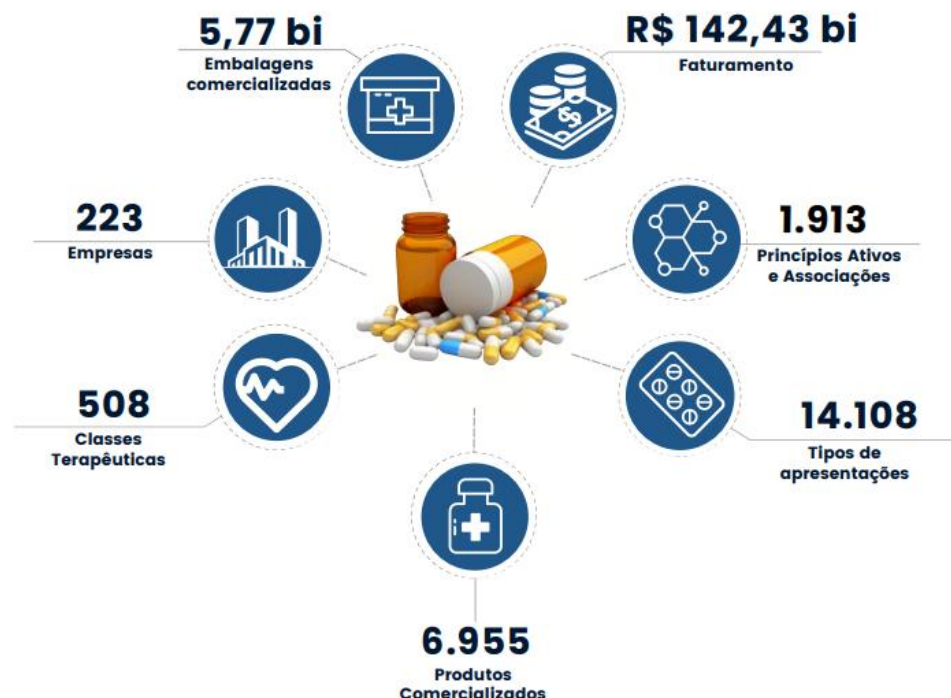 5,77 bi
Embalagens
comercializadas
R$ 142,43 bi
Faturamento
223
Empresas
1.913
Princípios Ativos
e Associações
508
Classes
Terapêuticas
14.108
Tipos de
apresentações
6.955
Produtos
Comercializados